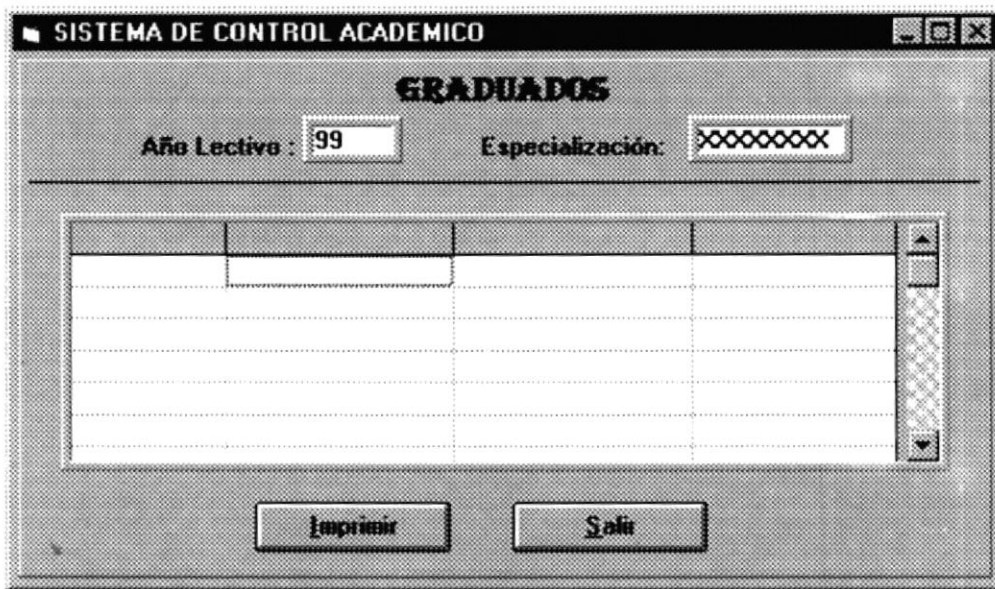 SISTEMA DE CONTROL ACADEMICO
GRADUADOS
Año Lectivo : 99 Especialización: XXXXXXXX
Imprimir Salir